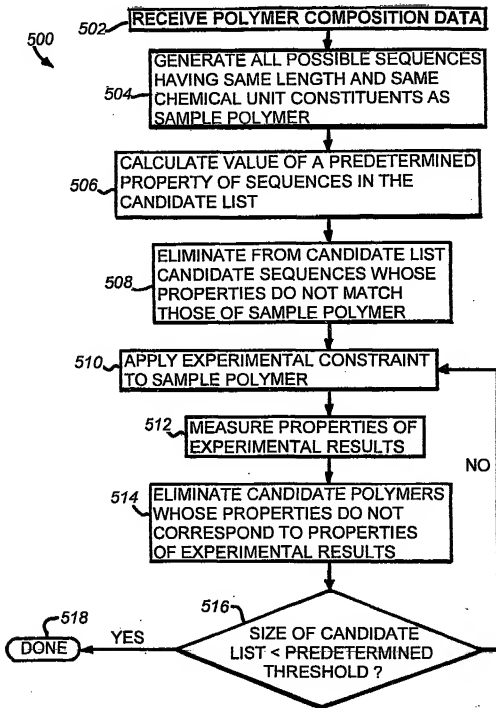 500
502
RECEIVE POLYMER COMPOSITION DATA
504
GENERATE ALL POSSIBLE SEQUENCES
HAVING SAME LENGTH AND SAME
CHEMICAL UNIT CONSTITUENTS AS
SAMPLE POLYMER
506
CALCULATE VALUE OF A PREDETERMINED
PROPERTY OF SEQUENCES IN THE
CANDIDATE LIST
508
ELIMINATE FROM CANDIDATE LIST
CANDIDATE SEQUENCES WHOSE
PROPERTIES DO NOT MATCH
THOSE OF SAMPLE POLYMER
510
APPLY EXPERIMENTAL CONSTRAINT
TO SAMPLE POLYMER
512
MEASURE PROPERTIES OF
EXPERIMENTAL RESULTS
NO
514
ELIMINATE CANDIDATE POLYMERS
WHOSE PROPERTIES DO NOT
CORRESPOND TO PROPERTIES
OF EXPERIMENTAL RESULTS
516
SIZE OF CANDIDATE
LIST < PREDETERMINED
THRESHOLD ?
YES
518
DONE